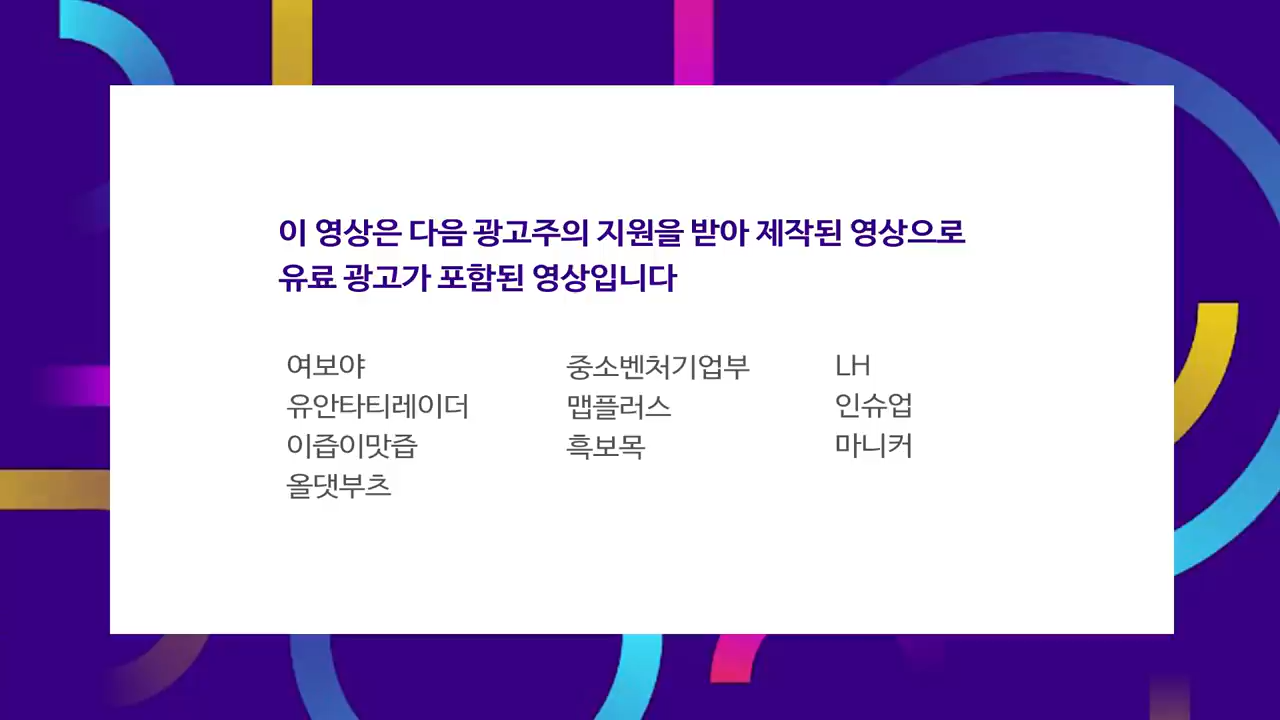 이 영상은 다음 광고주의 지원을 받아 제작된 영상으로
유료 광고가 포함된 영상입니다
여보야
유안타티레이더
이즙이맛즙
올댓부츠
중소벤처기업부
맵플러스
흑보목
LH
인슈업
마니커